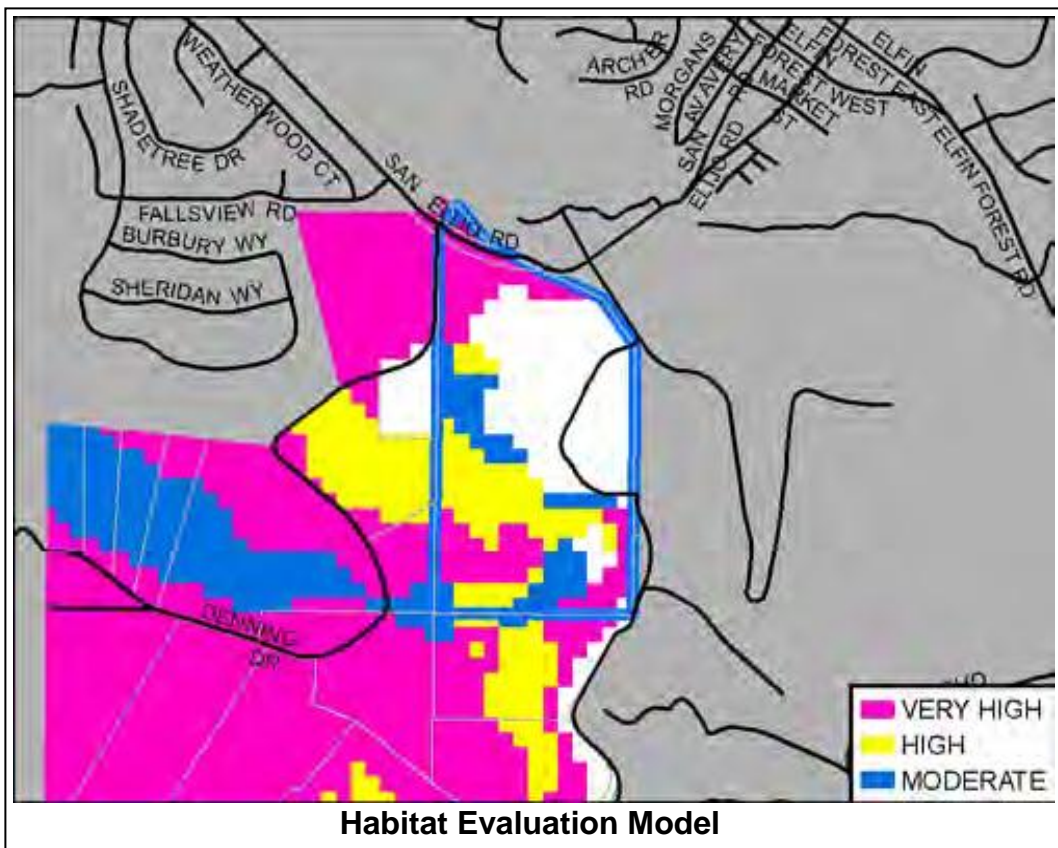 WEATHERWOOD CT
SHADETREE DR
ARCHER
RD
MORGANS
SAN
AVERY
ELFIN
FOREST WEST
MARKET
FOREST EAST
ELFIN
ELFIN FOREST RD
SAN ELIJO RD
ELIJO RD
FALLSVIEW RD
BURBURY WY
SHERIDAN WY
DENNING
DR
VERY HIGH
HIGH
MODERATE
Habitat Evaluation Model